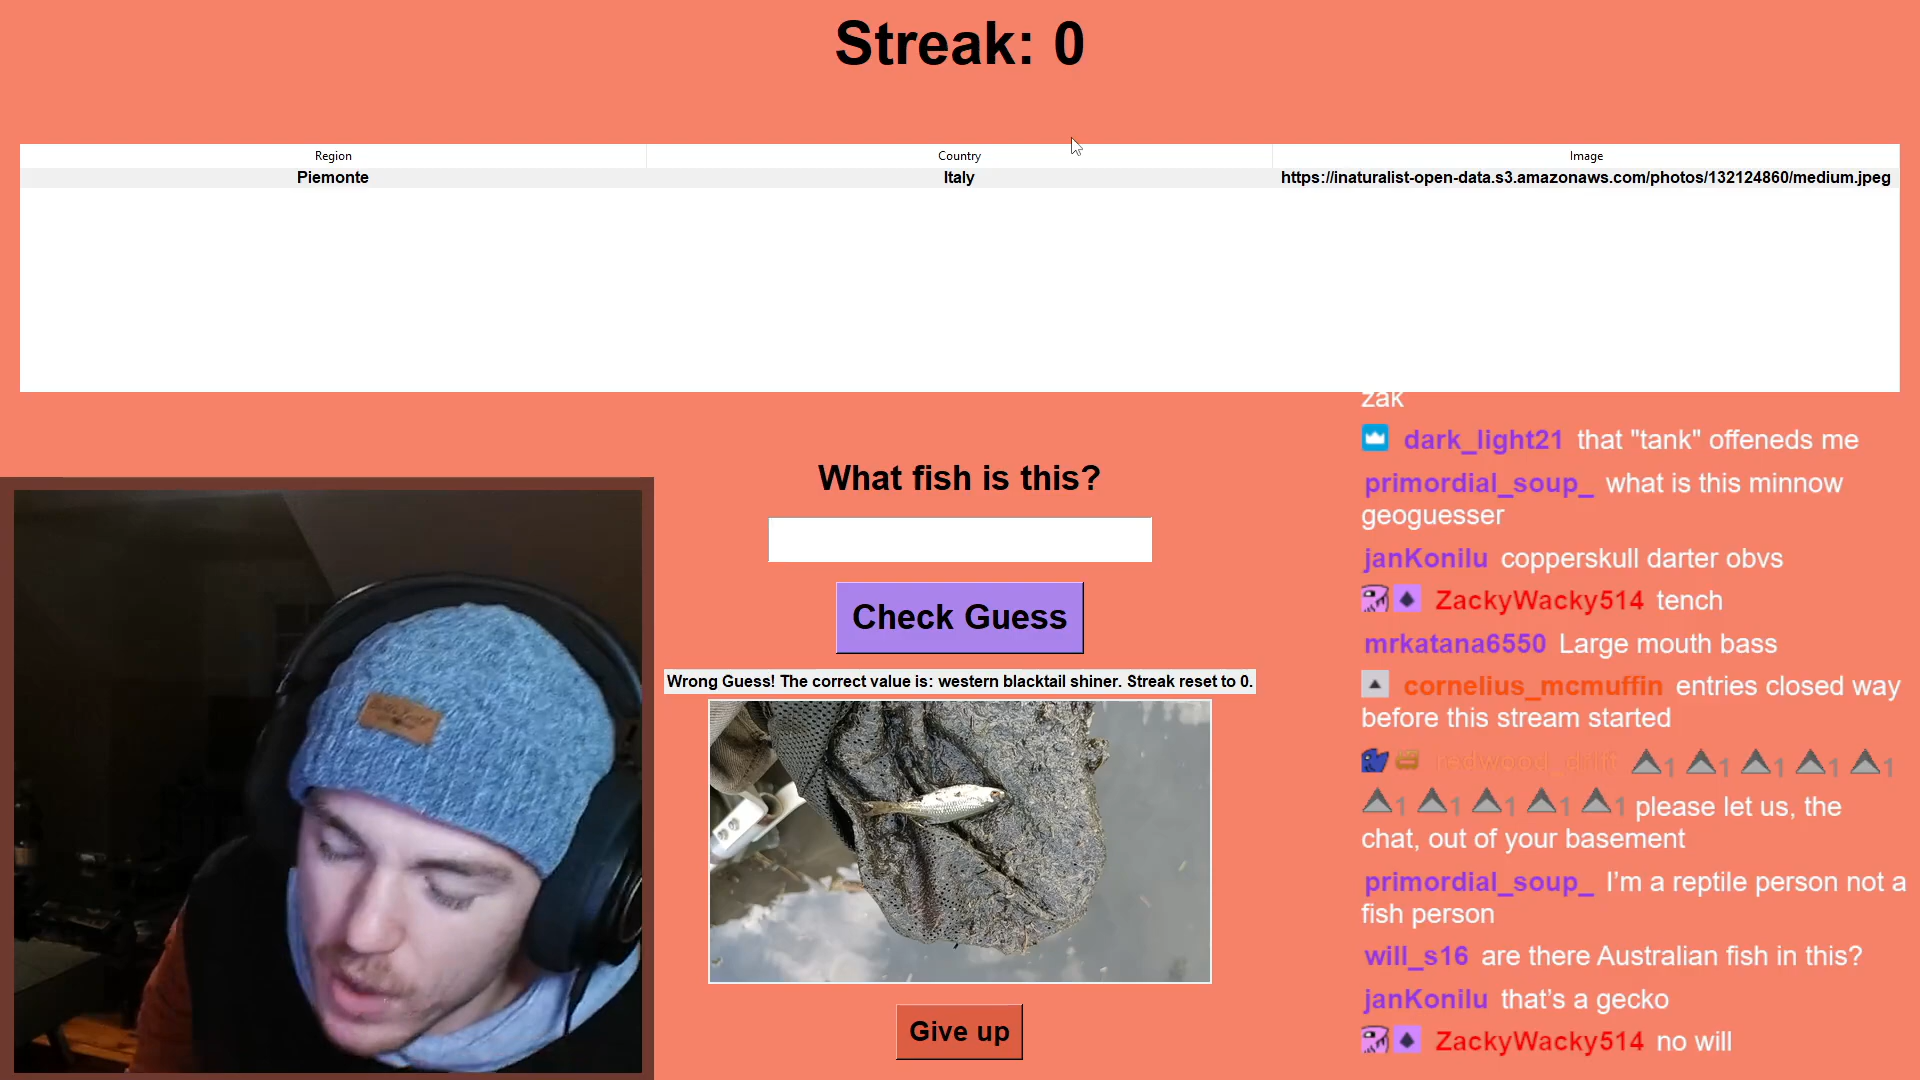 Streak: 0
Region Country Image
Piemonte Italy https://inaturalist-open-data.s3.amazonaws.com/photos/132124860/medium.jpeg
What fish is this?
Check Guess
Wrong Guess! The correct value is: western blacktail shiner. Streak reset to 0.
Give up
zak
dark_light21 that "tank" offeneds me
primordial_soup_ what is this minnow
geoguesser
janKonilu copperskull darter obvs
ZackyWacky514 tench
mrkatana6550 Large mouth bass
cornelius_mcmuffin entries closed way
before this stream started
redwood_drift 1 1 1 1 1
1 1 1 1 1 please let us, the
chat, out of your basement
primordial_soup_ I'm a reptile person not a
fish person
will_s16 are there Australian fish in this?
janKonilu that's a gecko
ZackyWacky514 no will